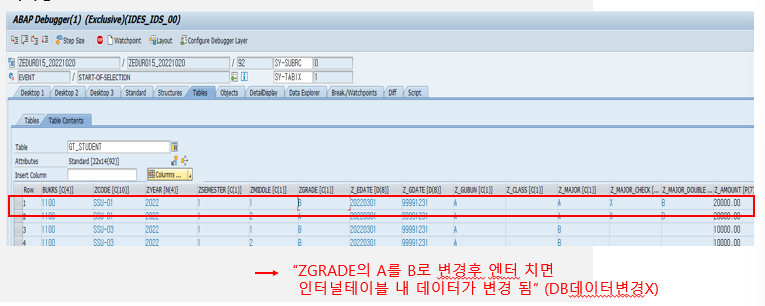 ABAP Debugger(1) (Exclusive)(IDES_IDS_00)
Step Size Watchpoint Layout Configure Debugger Layer
ZEDUR015_20221020 / ZEDUR015_20221020 / 92 SY-SUBRC 0
EVENT / START-OF-SELECTION SY-TABIX 1
Desktop 1 Desktop 2 Desktop 3 Standard Structures Tables Objects DetailDisplay Data Explorer Break./Watchpoints Diff Script
Tables Table Contents
Table GT_STUDENT
Attributes Standard [22x14(92)]
Insert Column Columns ...
Row BUKRS [C(4)] ZCODE [C(10)] ZYEAR [N(4)] ZSEMESTER [C(1)] ZMIDDLE [C(1)] ZGRADE [C(1)] Z_EDATE [D(8)] Z_GDATE [D(8)] Z_GUBUN [C(1)] Z_CLASS [C(1)] Z_MAJOR [C(1)] Z_MAJOR_CHECK [... Z_MAJOR_DOUBLE ... Z_AMOUNT [P(7)
1 1100 SSU-01 2022 1 1 B 20220301 99991231 A A X B 20000.00
2 1100 SSU-01 2022 1 2 A 20220301 99991231 A A X B 20000.00
3 1100 SSU-03 2022 1 1 B 20220301 99991231 A B 10000.00
4 1100 SSU-03 2022 1 2 B 20220301 99991231 A B 10000.00
“ZGRADE의 A를 B로 변경후 엔터 치면
인터널테이블 내 데이터가 변경 됨“ (DB데이터변경X)